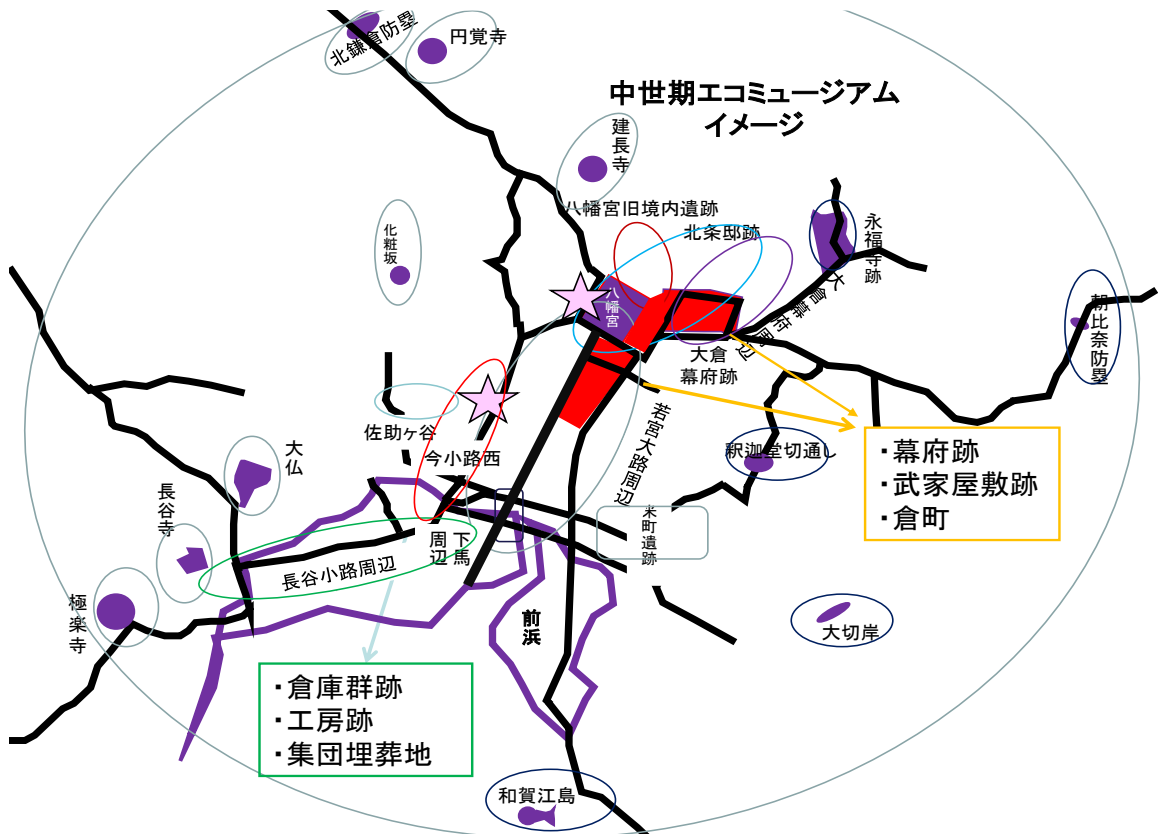 北鎌倉防塁
円覚寺
中世期エコミュージアム
イメージ
建長寺
八幡宮旧境内遺跡
北条邸跡
永福寺跡
化粧坂
八幡宮
大倉幕府周辺
朝比奈防塁
大倉
幕府跡
佐助ヶ谷
今小路西
若宮大路周辺
釈迦堂切通し
・幕府跡
・武家屋敷跡
・倉町
大仏
長谷寺
米町遺跡
下馬
周辺
長谷小路周辺
極楽寺
前浜
大切岸
・倉庫群跡
・工房跡
・集団埋葬地
和賀江島